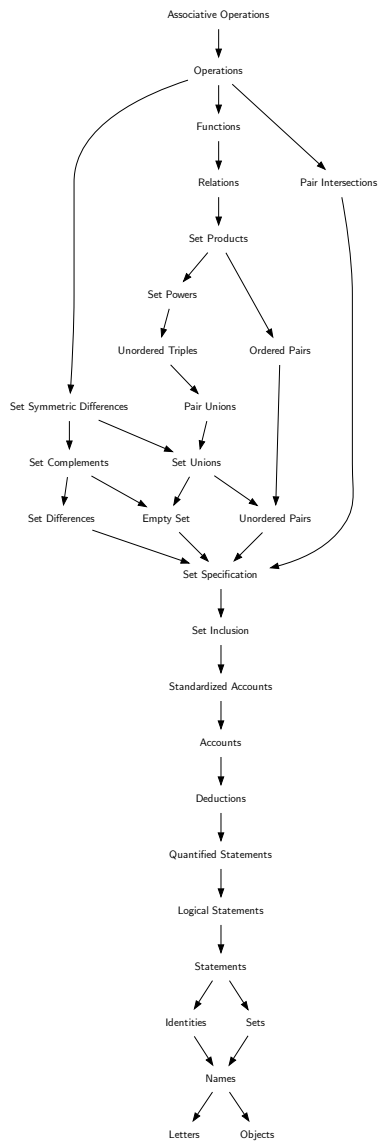 Associative Operations
Operations
Functions
Relations
Pair Intersections
Set Products
Set Powers
Unordered Triples
Ordered Pairs
Set Symmetric Differences
Pair Unions
Set Complements
Set Unions
Set Differences
Empty Set
Unordered Pairs
Set Specification
Set Inclusion
Standardized Accounts
Accounts
Deductions
Quantified Statements
Logical Statements
Statements
Identities
Sets
Names
Letters
Objects